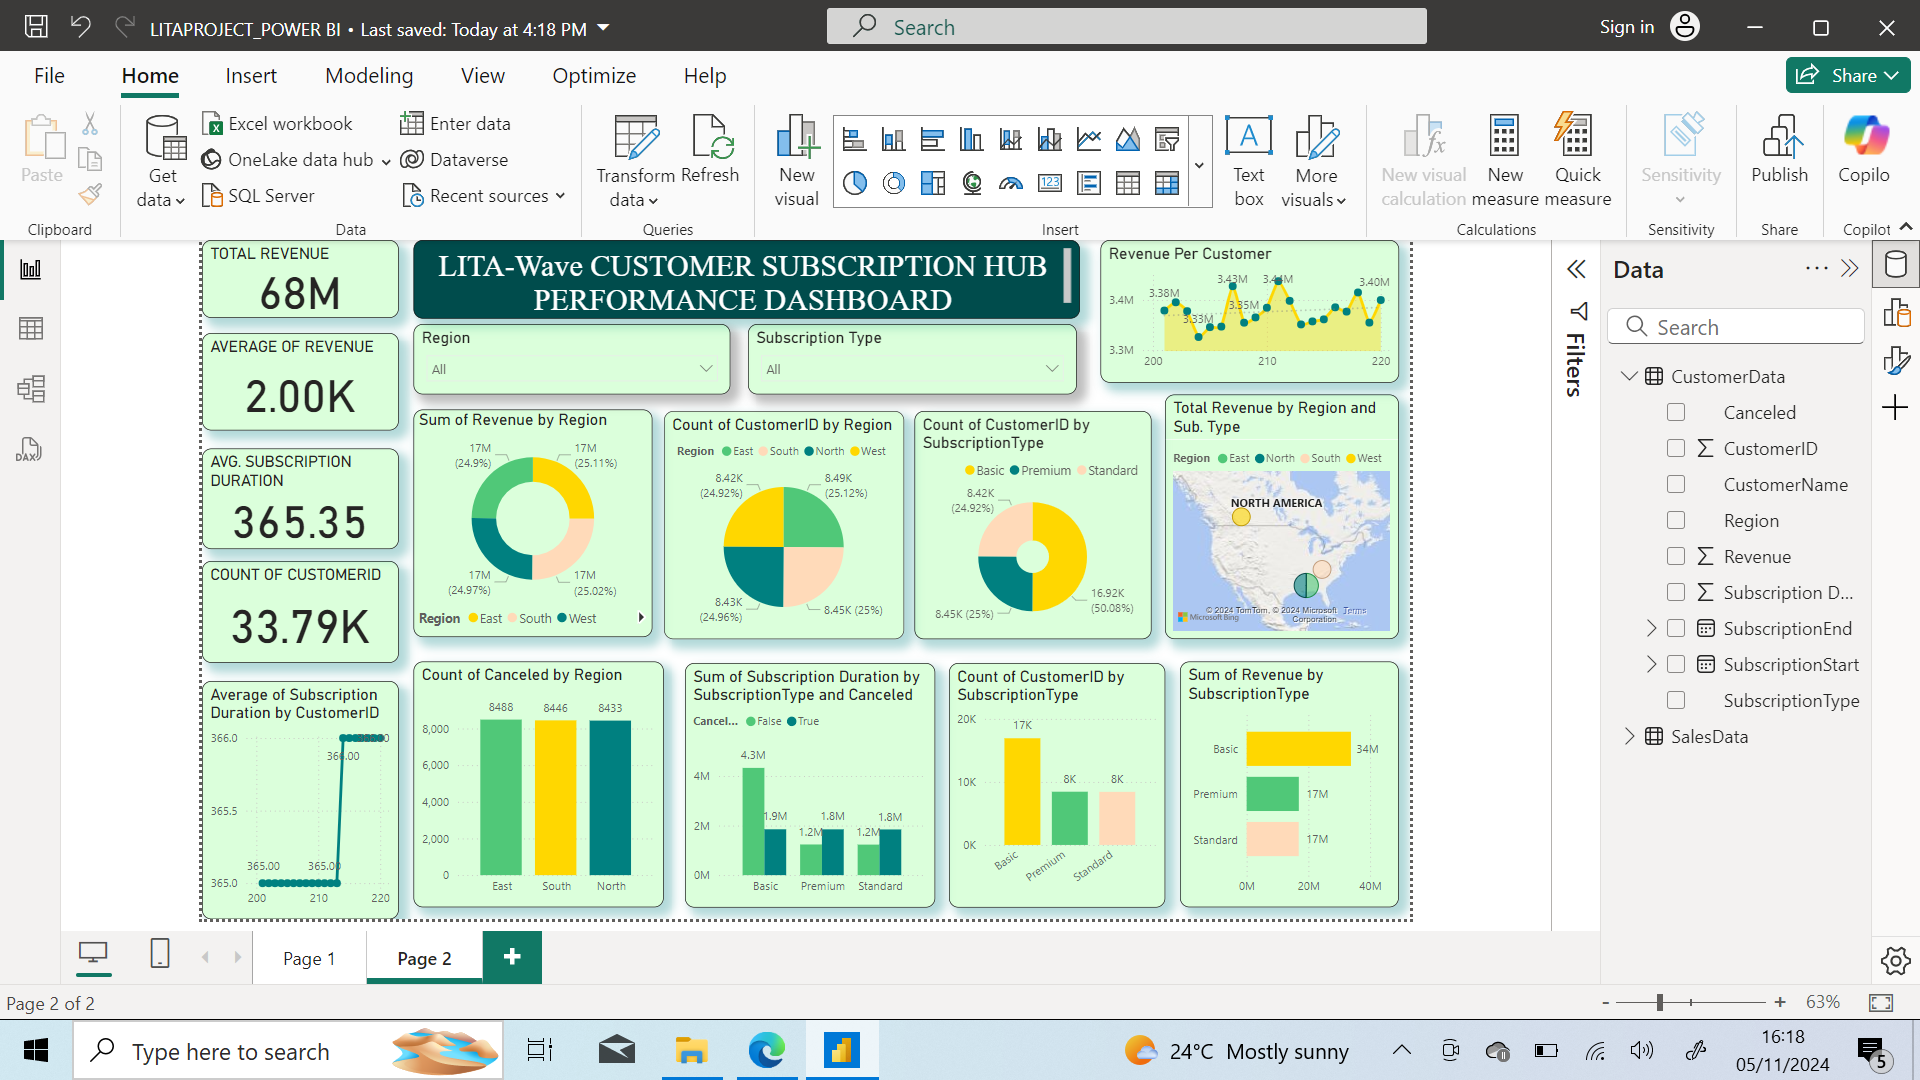 LITAPROJECT_POWER BI • Last saved: Today at 4:18 PM
Search
Sign in
File
Home
Insert
Modeling
View
Optimize
Help
Share
Paste
Clipboard
Get data
Excel workbook
OneLake data hub
SQL Server
Enter data
Dataverse
Recent sources
Data
Transform data
Refresh
Queries
New visual
Text box
More visuals
Insert
New visual calculation
New measure
Quick measure
Calculations
Sensitivity
Sensitivity
Publish
Share
Copilo
Copilot
TOTAL REVENUE
68M
AVERAGE OF REVENUE
2.00K
AVG. SUBSCRIPTION
DURATION
365.35
COUNT OF CUSTOMERID
33.79K
LITA-Wave CUSTOMER SUBSCRIPTION HUB
PERFORMANCE DASHBOARD
Region
All
Subscription Type
All
Revenue Per Customer
3.4M
3.3M
3.38M
3.33M
3.43M
3.35M
3.40M
200
210
220
Sum of Revenue by Region
17M
(24.9%)
17M
(25.11%)
17M
(24.97%)
17M
(25.02%)
Region East South West
Count of CustomerID by Region
Region East South North West
8.42K
(24.92%)
8.49K
(25.12%)
8.43K
(24.96%)
8.45K (25%)
Count of CustomerID by
SubscriptionType
Basic Premium Standard
8.42K
(24.92%)
16.92K
(50.08%)
8.45K (25%)
Total Revenue by Region and
Sub. Type
Region East North South West
NORTH AMERICA
© 2024 TomTom, © 2024 Microsoft Corporation
Terms
Microsoft Bing
Average of Subscription
Duration by CustomerID
366.0
365.5
365.0
365.00
365.00
200
210
220
Count of Canceled by Region
8488
8446
8433
8,000
6,000
4,000
2,000
0
East
South
North
Sum of Subscription Duration by
SubscriptionType and Canceled
Cancel... False True
4.3M
1.9M
1.2M
1.8M
1.2M
1.8M
4M
2M
0M
Basic
Premium
Standard
Count of CustomerID by
SubscriptionType
20K
10K
0K
17K
8K
8K
Basic
Premium
Standard
Sum of Revenue by
SubscriptionType
Basic
34M
Premium
17M
Standard
17M
0M
20M
40M
Filters
Data
Search
CustomerData
Canceled
CustomerID
CustomerName
Region
Revenue
Subscription D...
SubscriptionEnd
SubscriptionStart
SubscriptionType
SalesData
Page 1
Page 2
Page 2 of 2
63%
Type here to search
24°C Mostly sunny
16:18
05/11/2024
5